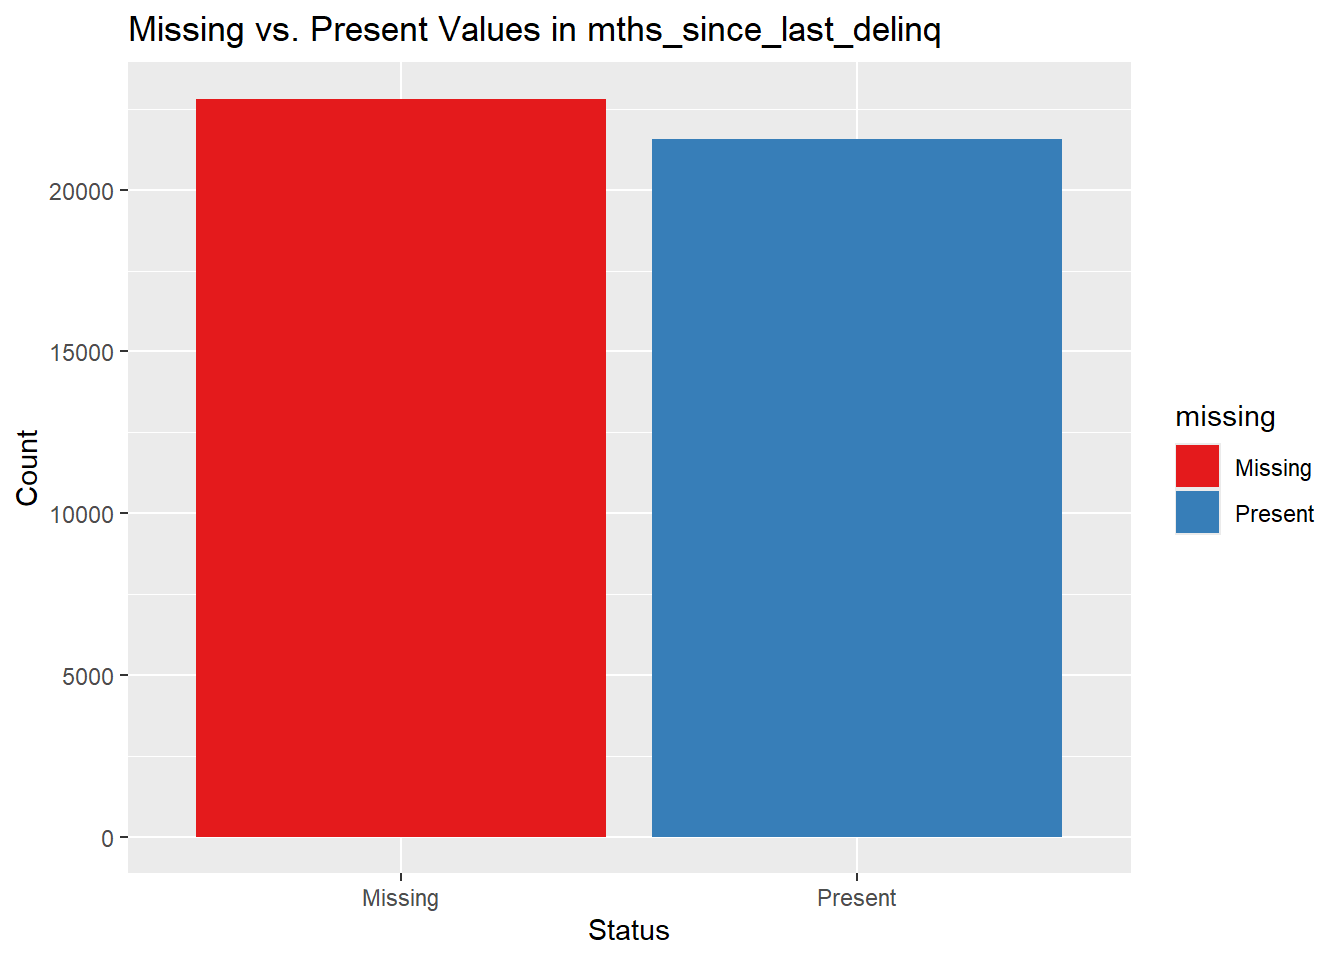 Missing vs. Present Values in mths_since_last_delinq
Count
20000
15000
10000
5000
0
Missing
Present
Status
missing
Missing
Present